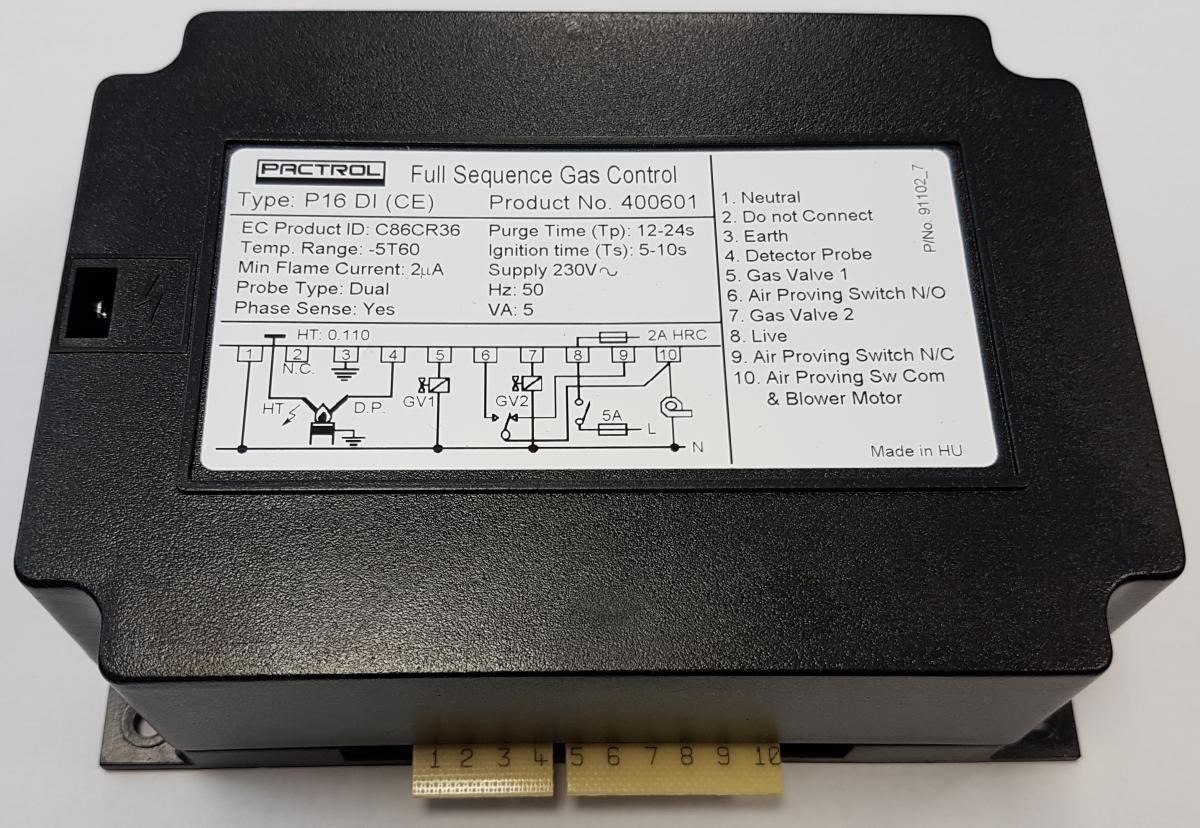 PACTROL
Full Sequence Gas Control
Type: P16 DI (CE)
Product No. 400601
EC Product ID: C86CR36
Temp. Range: -5T60
Min Flame Current: 2µA
Probe Type: Dual
Phase Sense: Yes
Purge Time (Tp): 12-24s
Ignition time (Ts): 5-10s
Supply 230V~
Hz: 50
VA: 5
HT: 0.110
2A HRC
1 2 3 4 5 6 7 8 9 10
N.C.
HT
D.P.
GV1
GV2
5A
L
N
1. Neutral
2. Do not Connect
3. Earth
4. Detector Probe
5. Gas Valve 1
6. Air Proving Switch N/O
7. Gas Valve 2
8. Live
9. Air Proving Switch N/C
10. Air Proving Sw Com
& Blower Motor
P/No. 91102_7
Made in HU
1 2 3 4 5 6 7 8 9 10